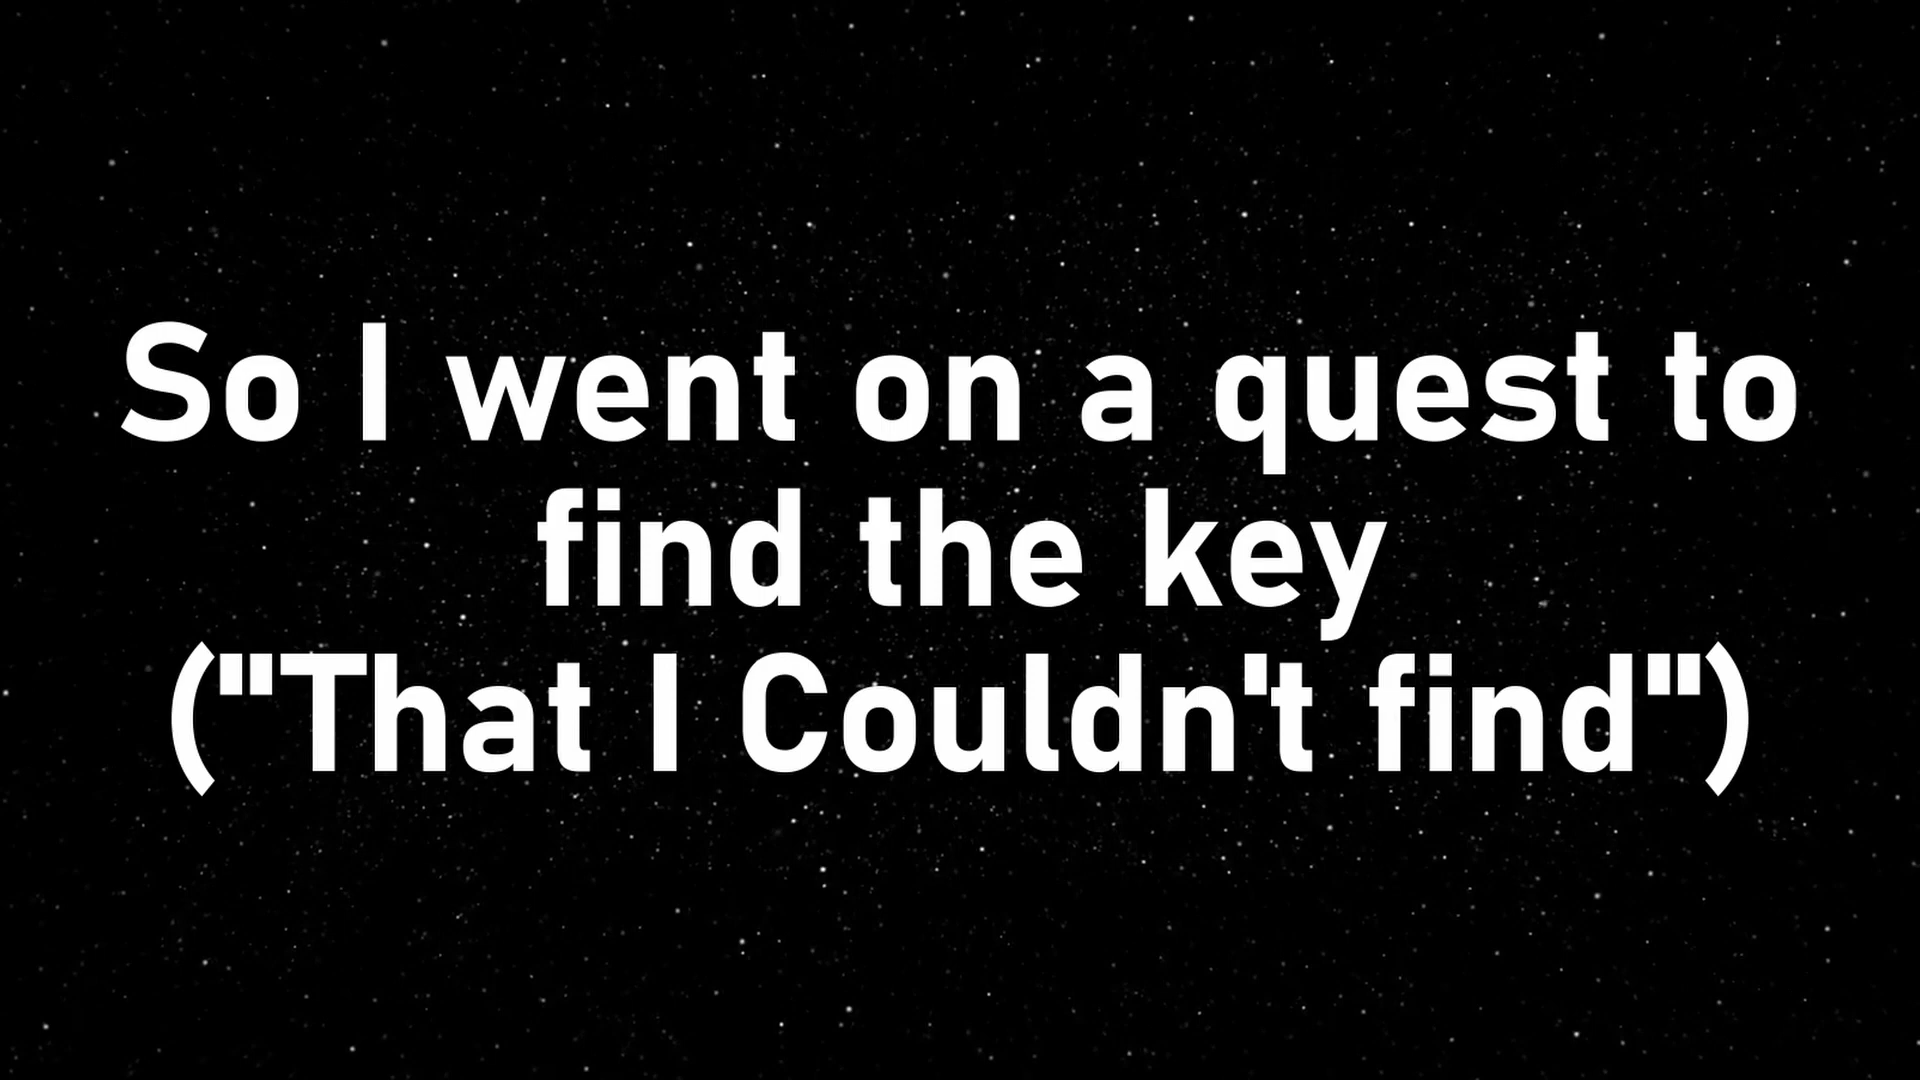 So I went on a quest to
find the key
("That I Couldn't find")